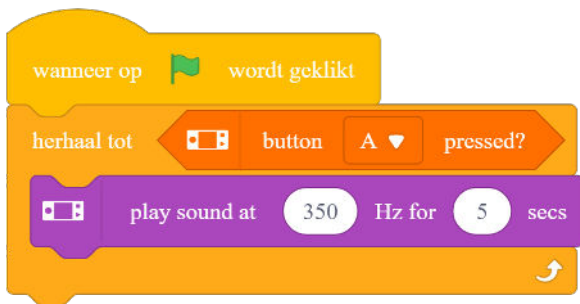 wanneer op wordt geklikt
herhaal tot button A pressed?
play sound at 350 Hz for 5 secs